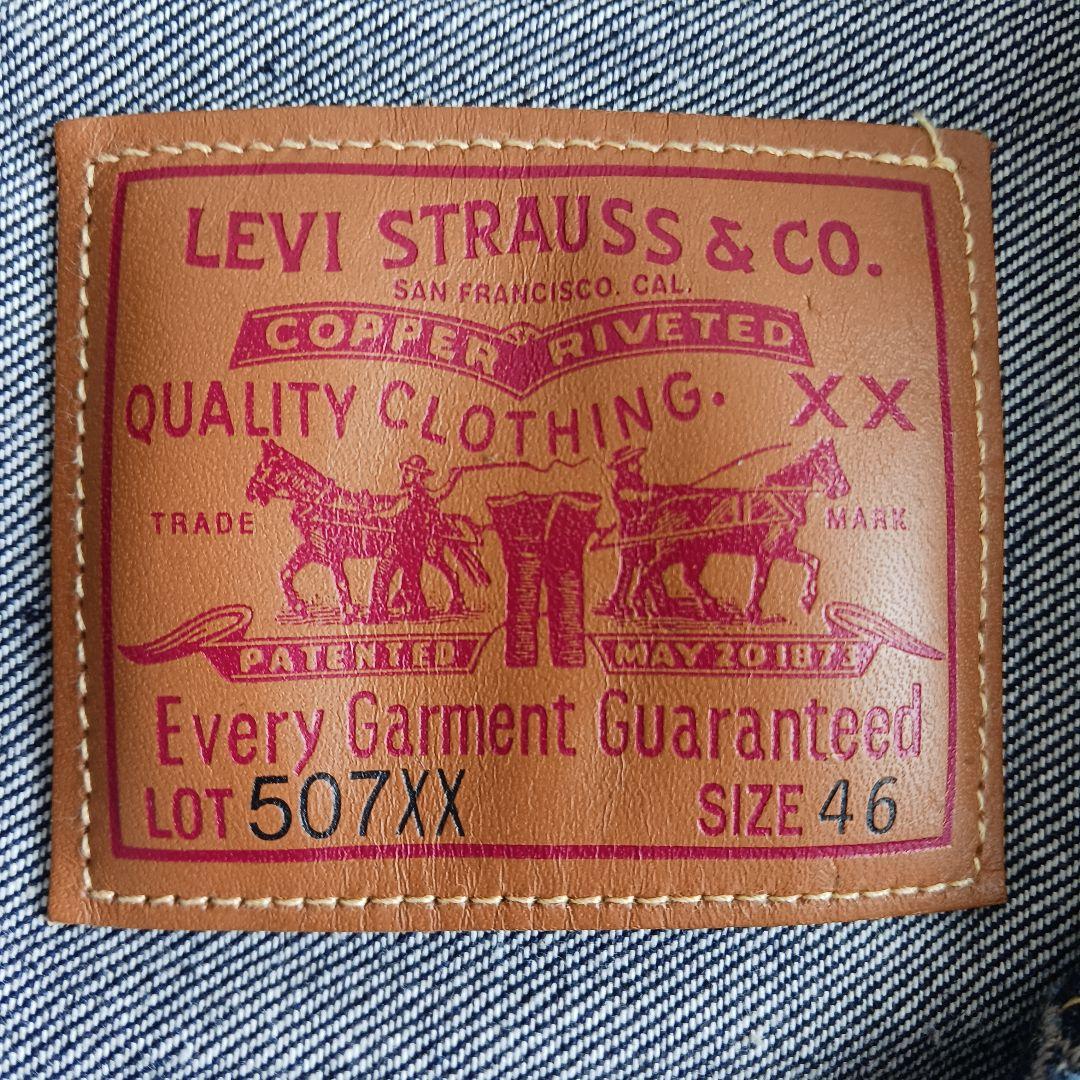 LEVI STRAUSS & CO.
SAN FRANCISCO. CAL.
COPPER RIVETED
QUALITY CLOTHING. XX
TRADE MARK
PATENTED MAY 20 1873
Every Garment Guaranteed
LOT 507XX SIZE 46